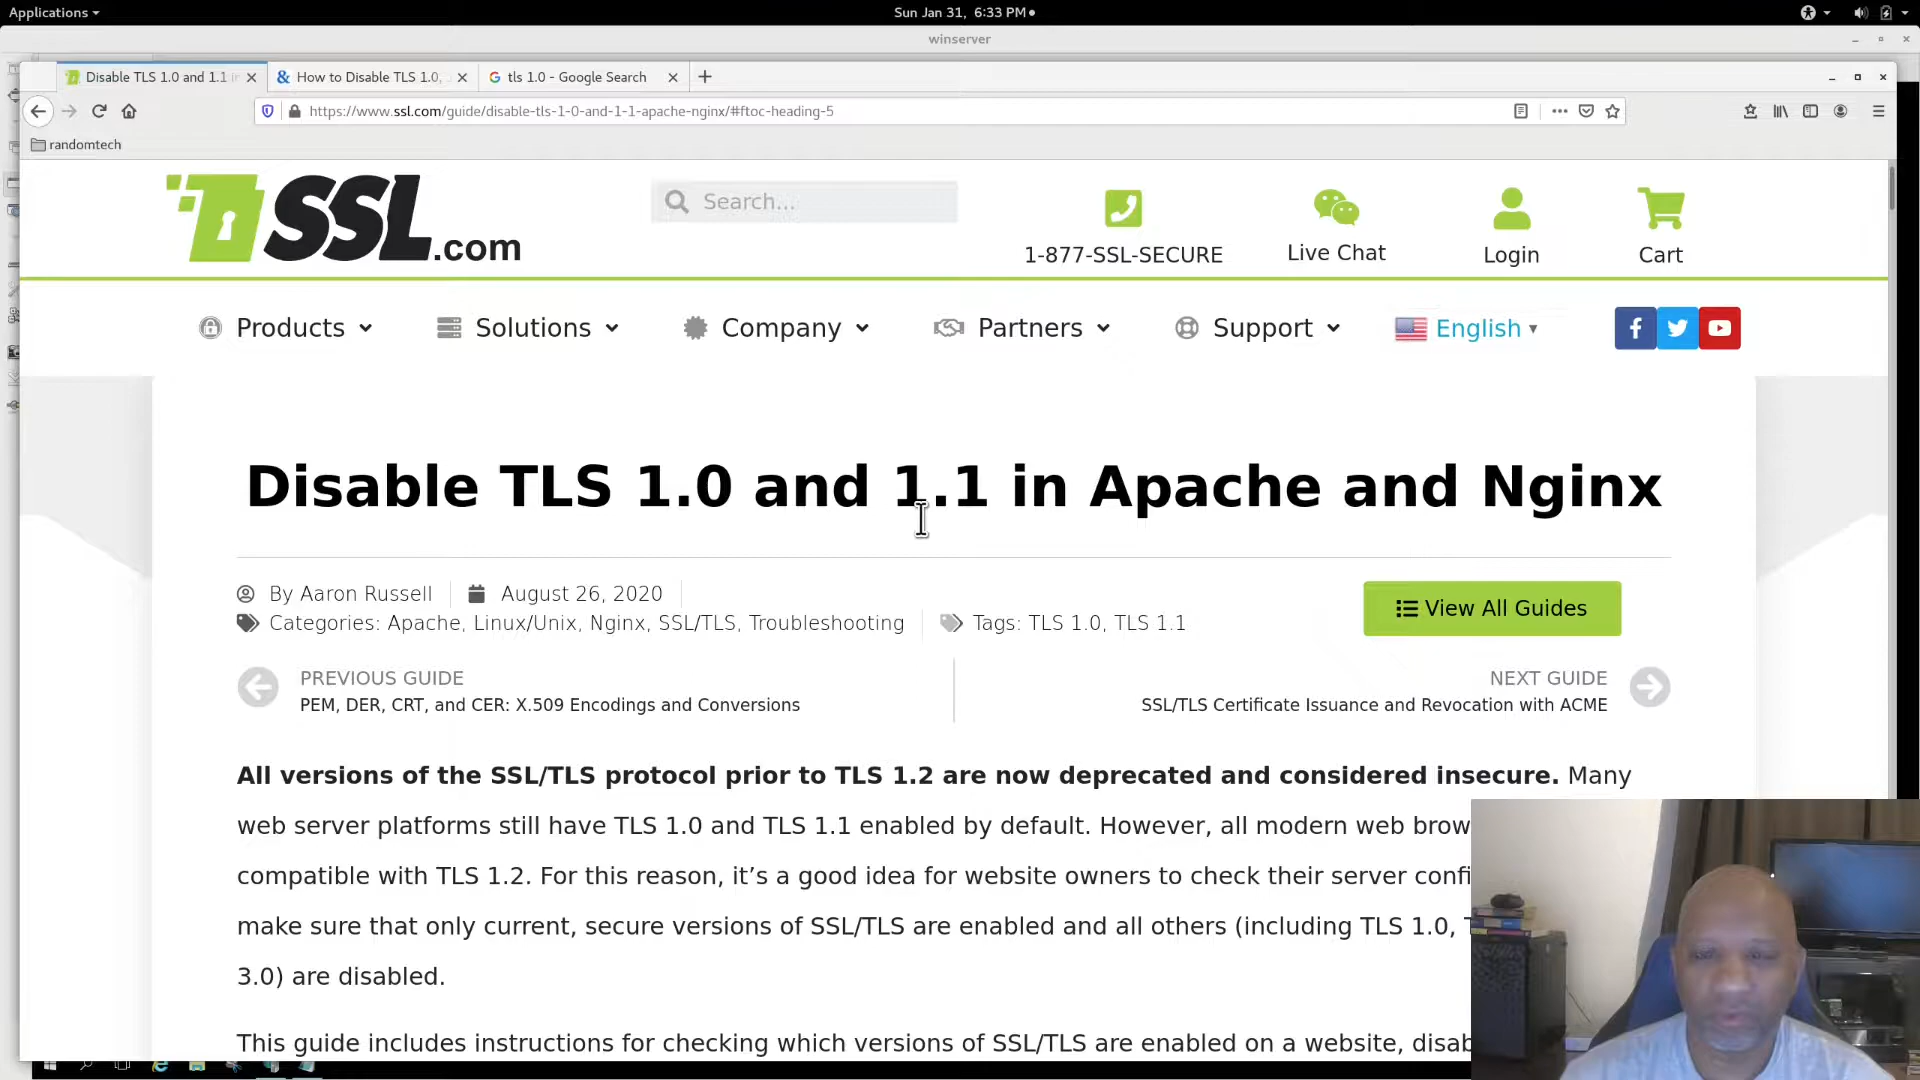 Applications
Sun Jan 31, 6:33 PM
winserver
Disable TLS 1.0 and 1.1 i
How to Disable TLS 1.0,
tls 1.0 - Google Search
https://www.ssl.com/guide/disable-tls-1-0-and-1-1-apache-nginx/#ftoc-heading-5
randomtech
SSL.com
Search...
1-877-SSL-SECURE
Live Chat
Login
Cart
Products
Solutions
Company
Partners
Support
English
Disable TLS 1.0 and 1.1 in Apache and Nginx
By Aaron Russell
August 26, 2020
Categories: Apache, Linux/Unix, Nginx, SSL/TLS, Troubleshooting
Tags: TLS 1.0, TLS 1.1
View All Guides
PREVIOUS GUIDE
PEM, DER, CRT, and CER: X.509 Encodings and Conversions
NEXT GUIDE
SSL/TLS Certificate Issuance and Revocation with ACME
All versions of the SSL/TLS protocol prior to TLS 1.2 are now deprecated and considered insecure. Many
web server platforms still have TLS 1.0 and TLS 1.1 enabled by default. However, all modern web brow
compatible with TLS 1.2. For this reason, it's a good idea for website owners to check their server confi
make sure that only current, secure versions of SSL/TLS are enabled and all others (including TLS 1.0, T
3.0) are disabled.
This guide includes instructions for checking which versions of SSL/TLS are enabled on a website, disab